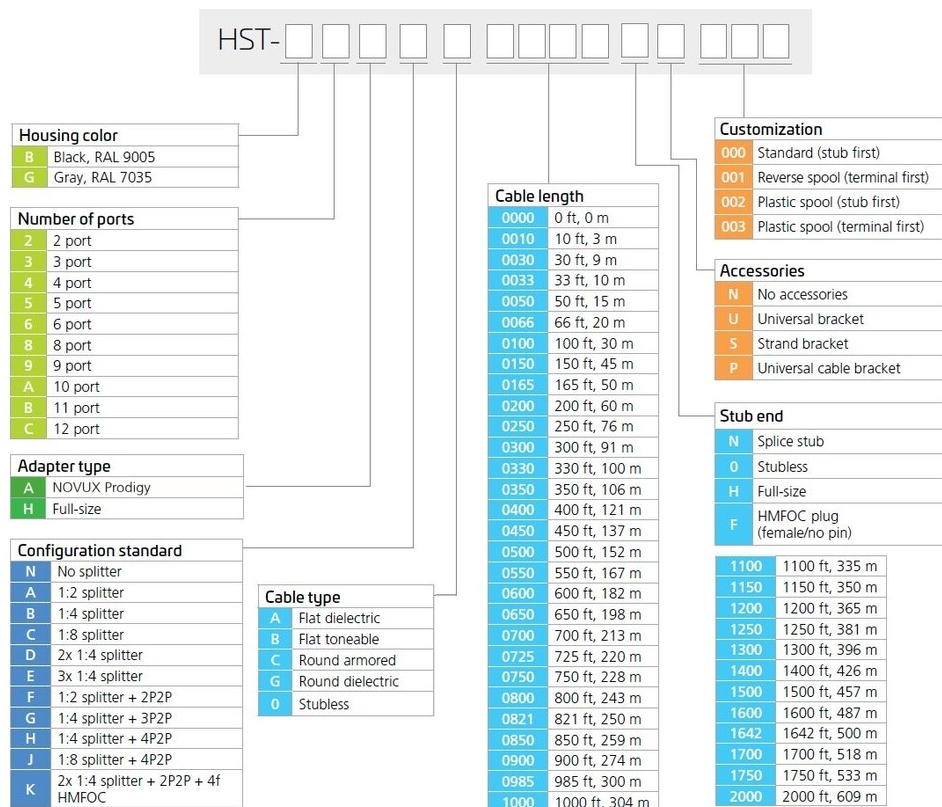 HST-
Housing color
B Black, RAL 9005
G Gray, RAL 7035
Number of ports
2 2 port
3 3 port
4 4 port
5 5 port
6 6 port
8 8 port
9 9 port
A 10 port
B 11 port
C 12 port
Adapter type
A NOVUX Prodigy
H Full-size
Configuration standard
N No splitter
A 1:2 splitter
B 1:4 splitter
C 1:8 splitter
D 2x 1:4 splitter
E 3x 1:4 splitter
F 1:2 splitter + 2P2P
G 1:4 splitter + 3P2P
H 1:4 splitter + 4P2P
J 1:8 splitter + 4P2P
K 2x 1:4 splitter + 2P2P + 4f
HMFOC
Cable type
A Flat dielectric
B Flat toneable
C Round armored
G Round dielectric
0 Stubless
Cable length
0000 0 ft, 0 m
0010 10 ft, 3 m
0030 30 ft, 9 m
0033 33 ft, 10 m
0050 50 ft, 15 m
0066 66 ft, 20 m
0100 100 ft, 30 m
0150 150 ft, 45 m
0165 165 ft, 50 m
0200 200 ft, 60 m
0250 250 ft, 76 m
0300 300 ft, 91 m
0330 330 ft, 100 m
0350 350 ft, 106 m
0400 400 ft, 121 m
0450 450 ft, 137 m
0500 500 ft, 152 m
0550 550 ft, 167 m
0600 600 ft, 182 m
0650 650 ft, 198 m
0700 700 ft, 213 m
0725 725 ft, 220 m
0750 750 ft, 228 m
0800 800 ft, 243 m
0821 821 ft, 250 m
0850 850 ft, 259 m
0900 900 ft, 274 m
0985 985 ft, 300 m
1000 1000 ft, 304 m
Customization
000 Standard (stub first)
001 Reverse spool (terminal first)
002 Plastic spool (stub first)
003 Plastic spool (terminal first)
Accessories
N No accessories
U Universal bracket
S Strand bracket
P Universal cable bracket
Stub end
N Splice stub
0 Stubless
H Full-size
F HMFOC plug
(female/no pin)
1100 1100 ft, 335 m
1150 1150 ft, 350 m
1200 1200 ft, 365 m
1250 1250 ft, 381 m
1300 1300 ft, 396 m
1400 1400 ft, 426 m
1500 1500 ft, 457 m
1600 1600 ft, 487 m
1642 1642 ft, 500 m
1700 1700 ft, 518 m
1750 1750 ft, 533 m
2000 2000 ft, 609 m